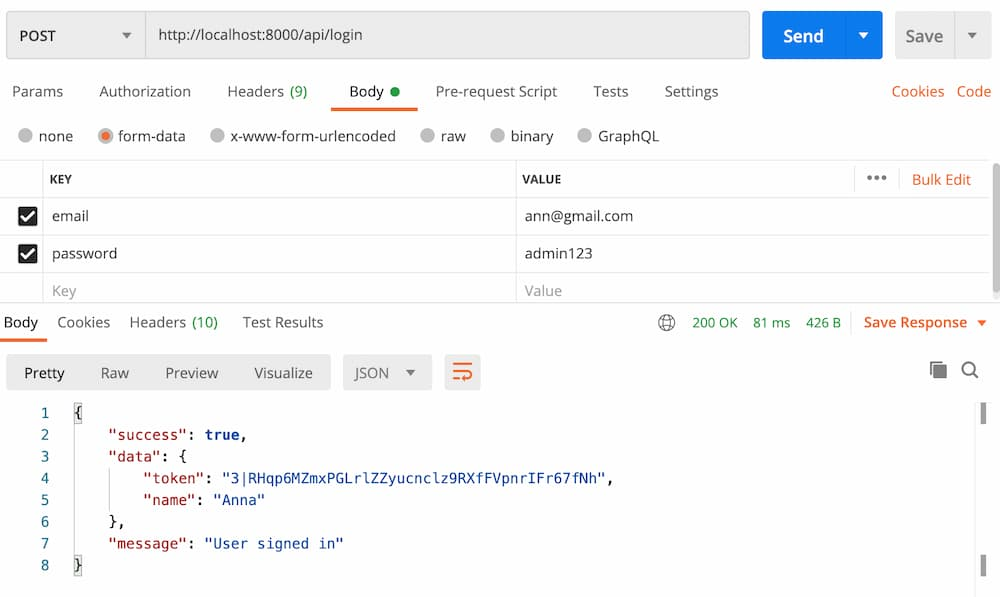 POST http://localhost:8000/api/login Send Save
Params Authorization Headers (9) Body Pre-request Script Tests Settings Cookies Code
none form-data x-www-form-urlencoded raw binary GraphQL
KEY VALUE ••• Bulk Edit
email ann@gmail.com
password admin123
Key Value
Body Cookies Headers (10) Test Results 200 OK 81 ms 426 B Save Response
Pretty Raw Preview Visualize JSON
1 {
2 "success": true,
3 "data": {
4 "token": "3|RHqp6MZmxPGLrlZZyucnclz9RXfFVpnrIFr67fNh",
5 "name": "Anna"
6 },
7 "message": "User signed in"
8 }